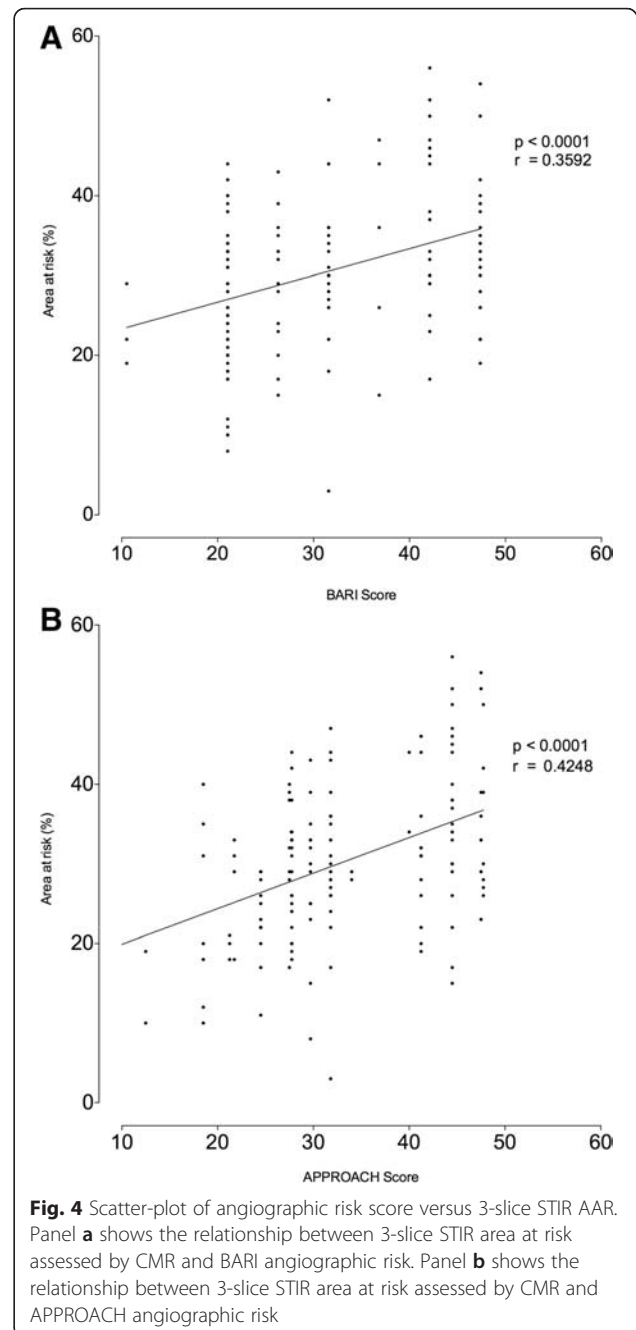 A
60
40
20
0
Area at risk (%)
p < 0.0001
r = 0.3592
10 20 30 40 50 60
BARI Score
B
60
40
20
0
Area at risk (%)
p < 0.0001
r = 0.4248
10 20 30 40 50 60
APPROACH Score
Fig. 4 Scatter-plot of angiographic risk score versus 3-slice STIR AAR.
Panel a shows the relationship between 3-slice STIR area at risk
assessed by CMR and BARI angiographic risk. Panel b shows the
relationship between 3-slice STIR area at risk assessed by CMR and
APPROACH angiographic risk